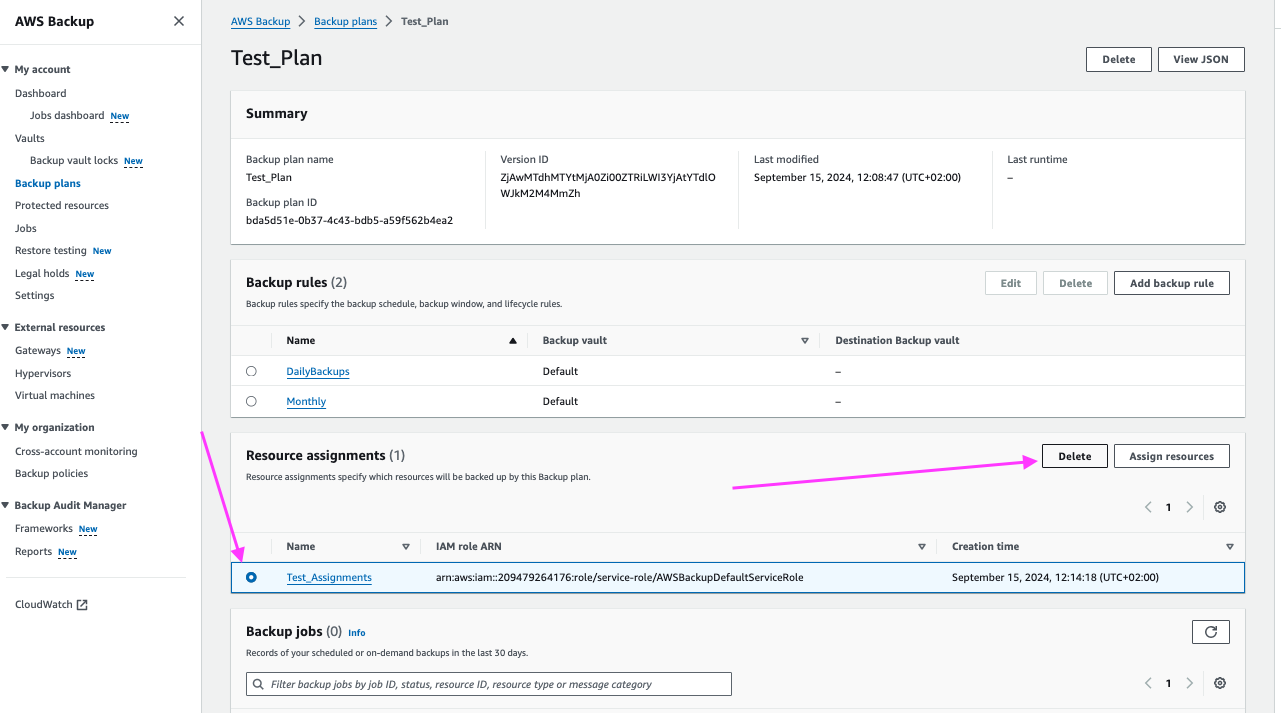 AWS Backup
My account
Dashboard
Jobs dashboard New
Vaults
Backup vault locks New
Backup plans
Protected resources
Jobs
Restore testing New
Legal holds New
Settings
External resources
Gateways New
Hypervisors
Virtual machines
My organization
Cross-account monitoring
Backup policies
Backup Audit Manager
Frameworks New
Reports New
CloudWatch
AWS Backup > Backup plans > Test_Plan
Test_Plan
Delete View JSON
Summary
Backup plan name
Test_Plan
Backup plan ID
bda5d51e-0b37-4c43-bdb5-a59f562b4ea2
Version ID
ZjAwMTdhMTYtMjA0Zi00ZTRiLWI3YjAtYTdlO
WJkM2M4MmZh
Last modified
September 15, 2024, 12:08:47 (UTC+02:00)
Last runtime
–
Backup rules (2)
Edit Delete Add backup rule
Backup rules specify the backup schedule, backup window, and lifecycle rules.
Name Backup vault Destination Backup vault
DailyBackups Default –
Monthly Default –
Resource assignments (1)
Delete Assign resources
Resource assignments specify which resources will be backed up by this Backup plan.
1
Name IAM role ARN Creation time
Test_Assignments arn:aws:iam::209479264176:role/service-role/AWSBackupDefaultServiceRole September 15, 2024, 12:14:18 (UTC+02:00)
Backup jobs (0) Info
Records of your scheduled or on-demand backups in the last 30 days.
Filter backup jobs by job ID, status, resource ID, resource type or message category
1